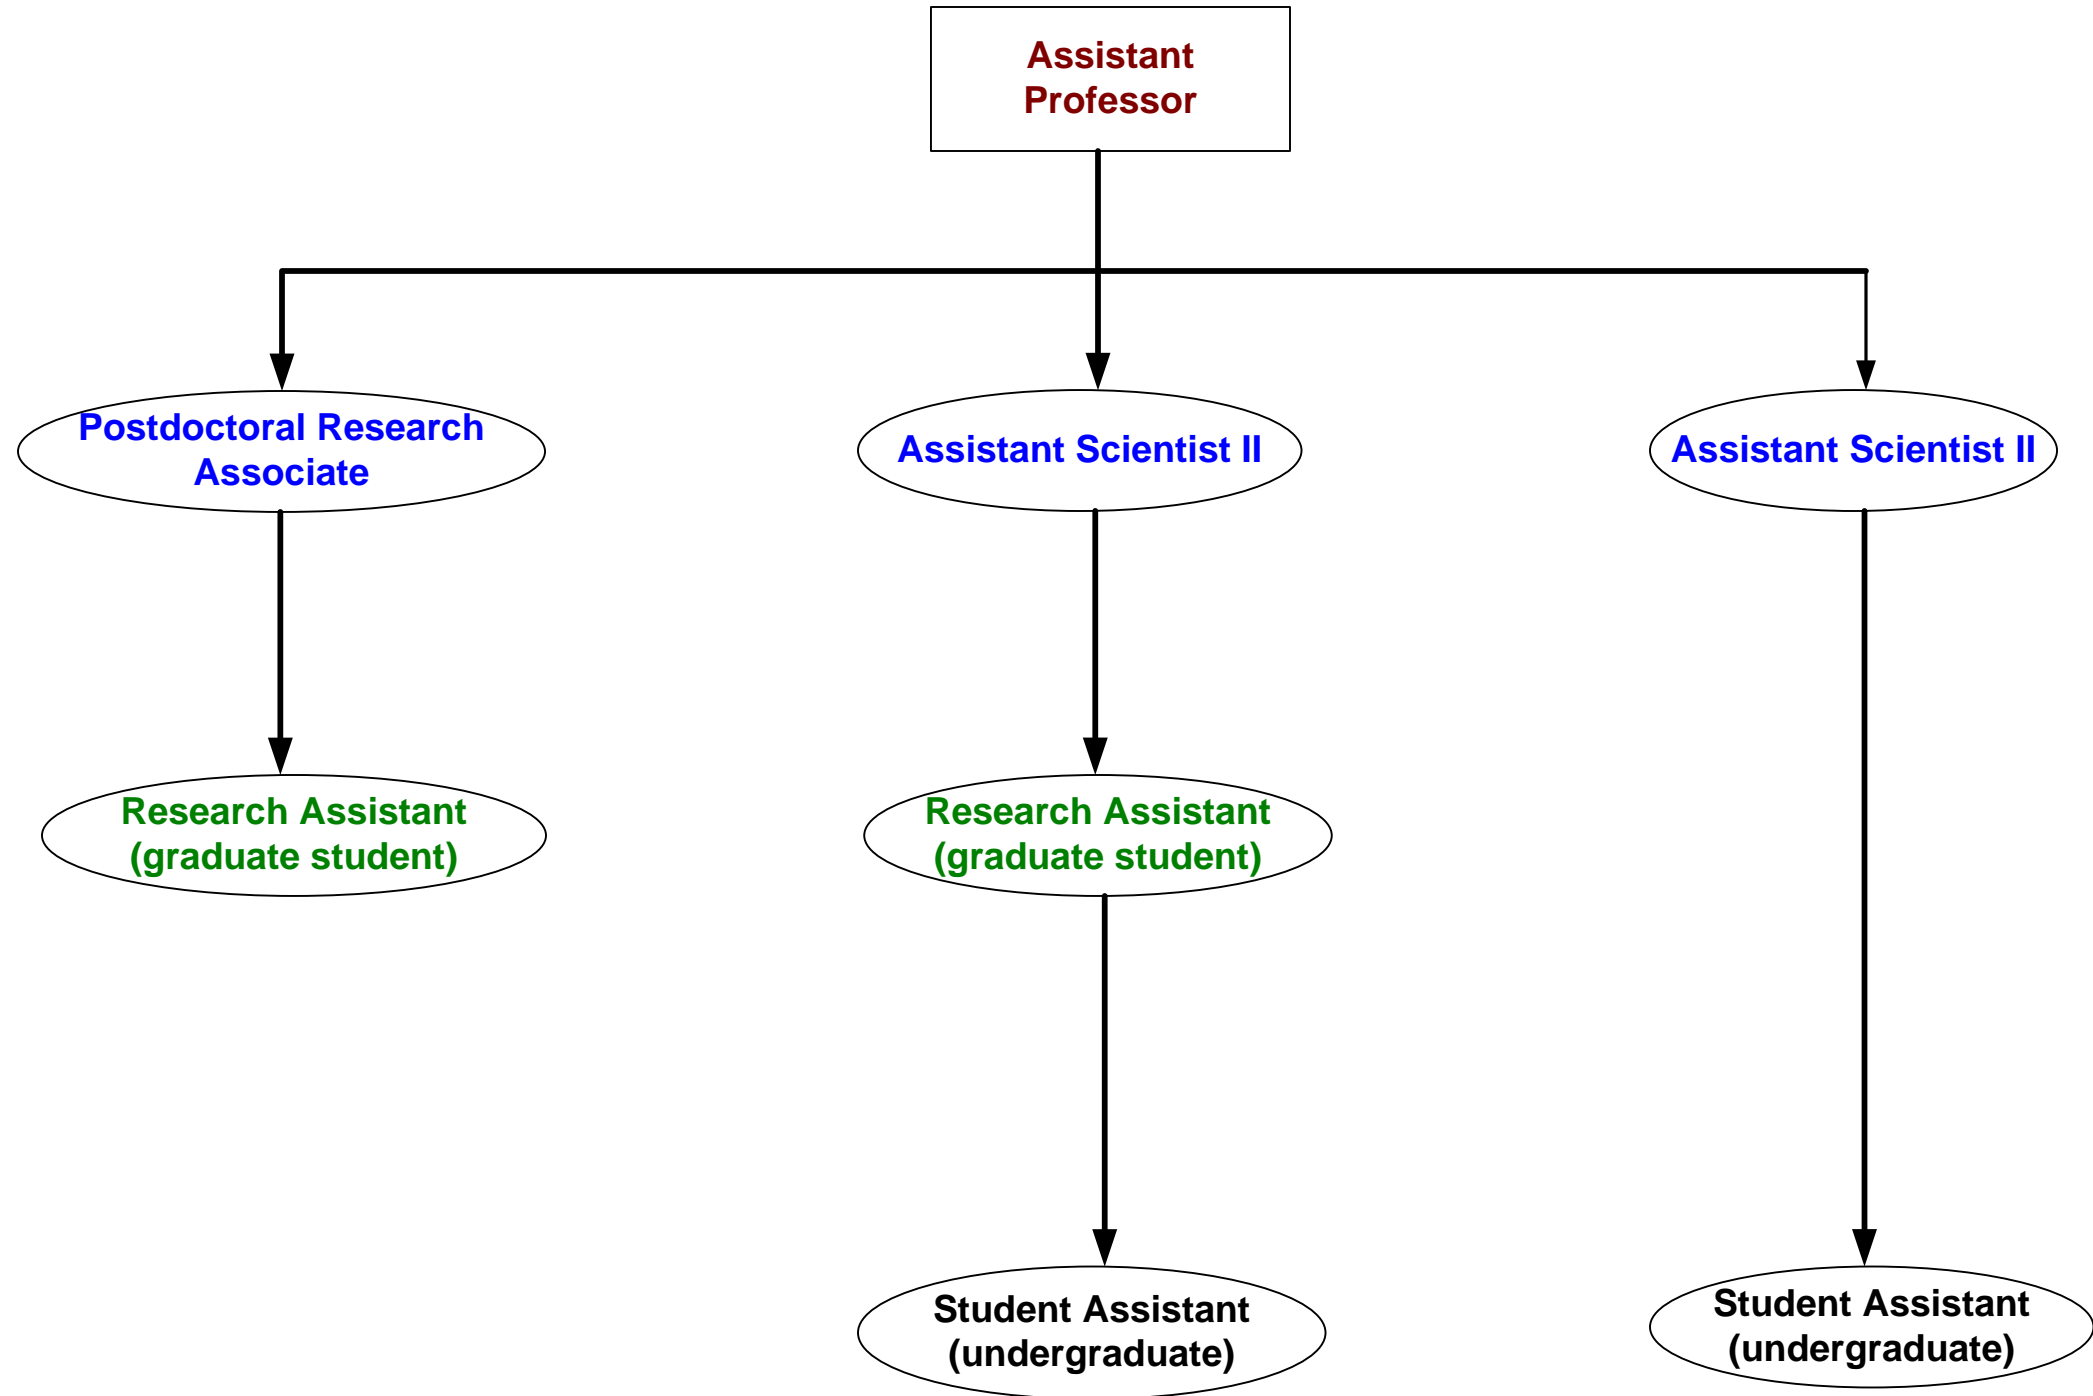 Assistant
Professor
Postdoctoral Research
Associate
Assistant Scientist II
Assistant Scientist II
Research Assistant
(graduate student)
Research Assistant
(graduate student)
Student Assistant
(undergraduate)
Student Assistant
(undergraduate)